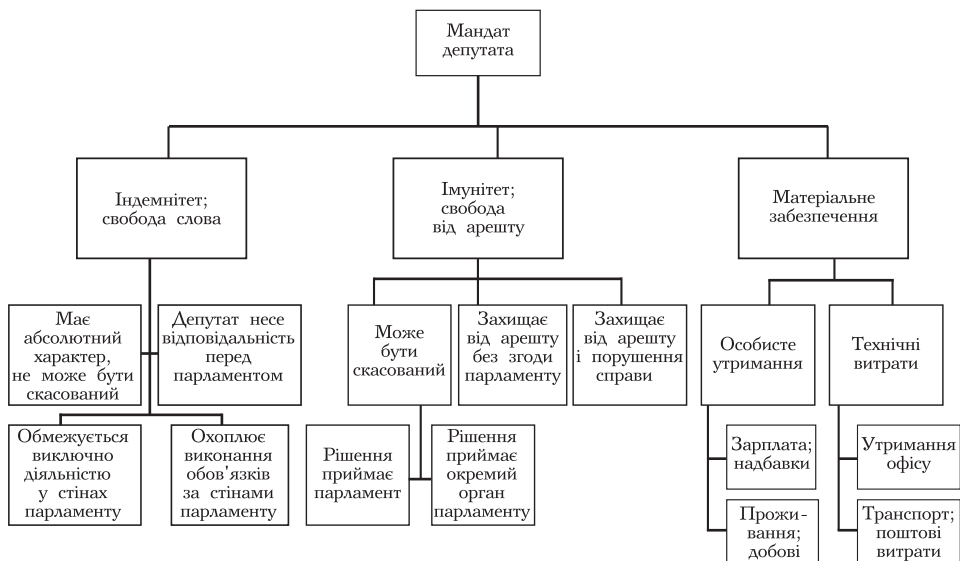 Мандат
депутата
Індемнітет;
свобода слова
Імунітет;
свобода
від арешту
Матеріальне
забезпечення
Має
абсолютний
характер,
не може бути
скасований
Депутат несе
відповідальність
перед
парламентом
Може
бути
скасований
Захищає
від арешту
без згоди
парламенту
Захищає
від арешту
і порушення
справи
Особисте
утримання
Технічні
витрати
Обмежується
виключно
діяльністю
у стінах
парламенту
Охоплює
виконання
обов'язків
за стінами
парламенту
Рішення
приймає
парламент
Рішення
приймає
окремий
орган
парламенту
Зарплата;
надбавки
Утримання
офісу
Прожи-
вання;
добові
Транспорт;
поштові
витрати